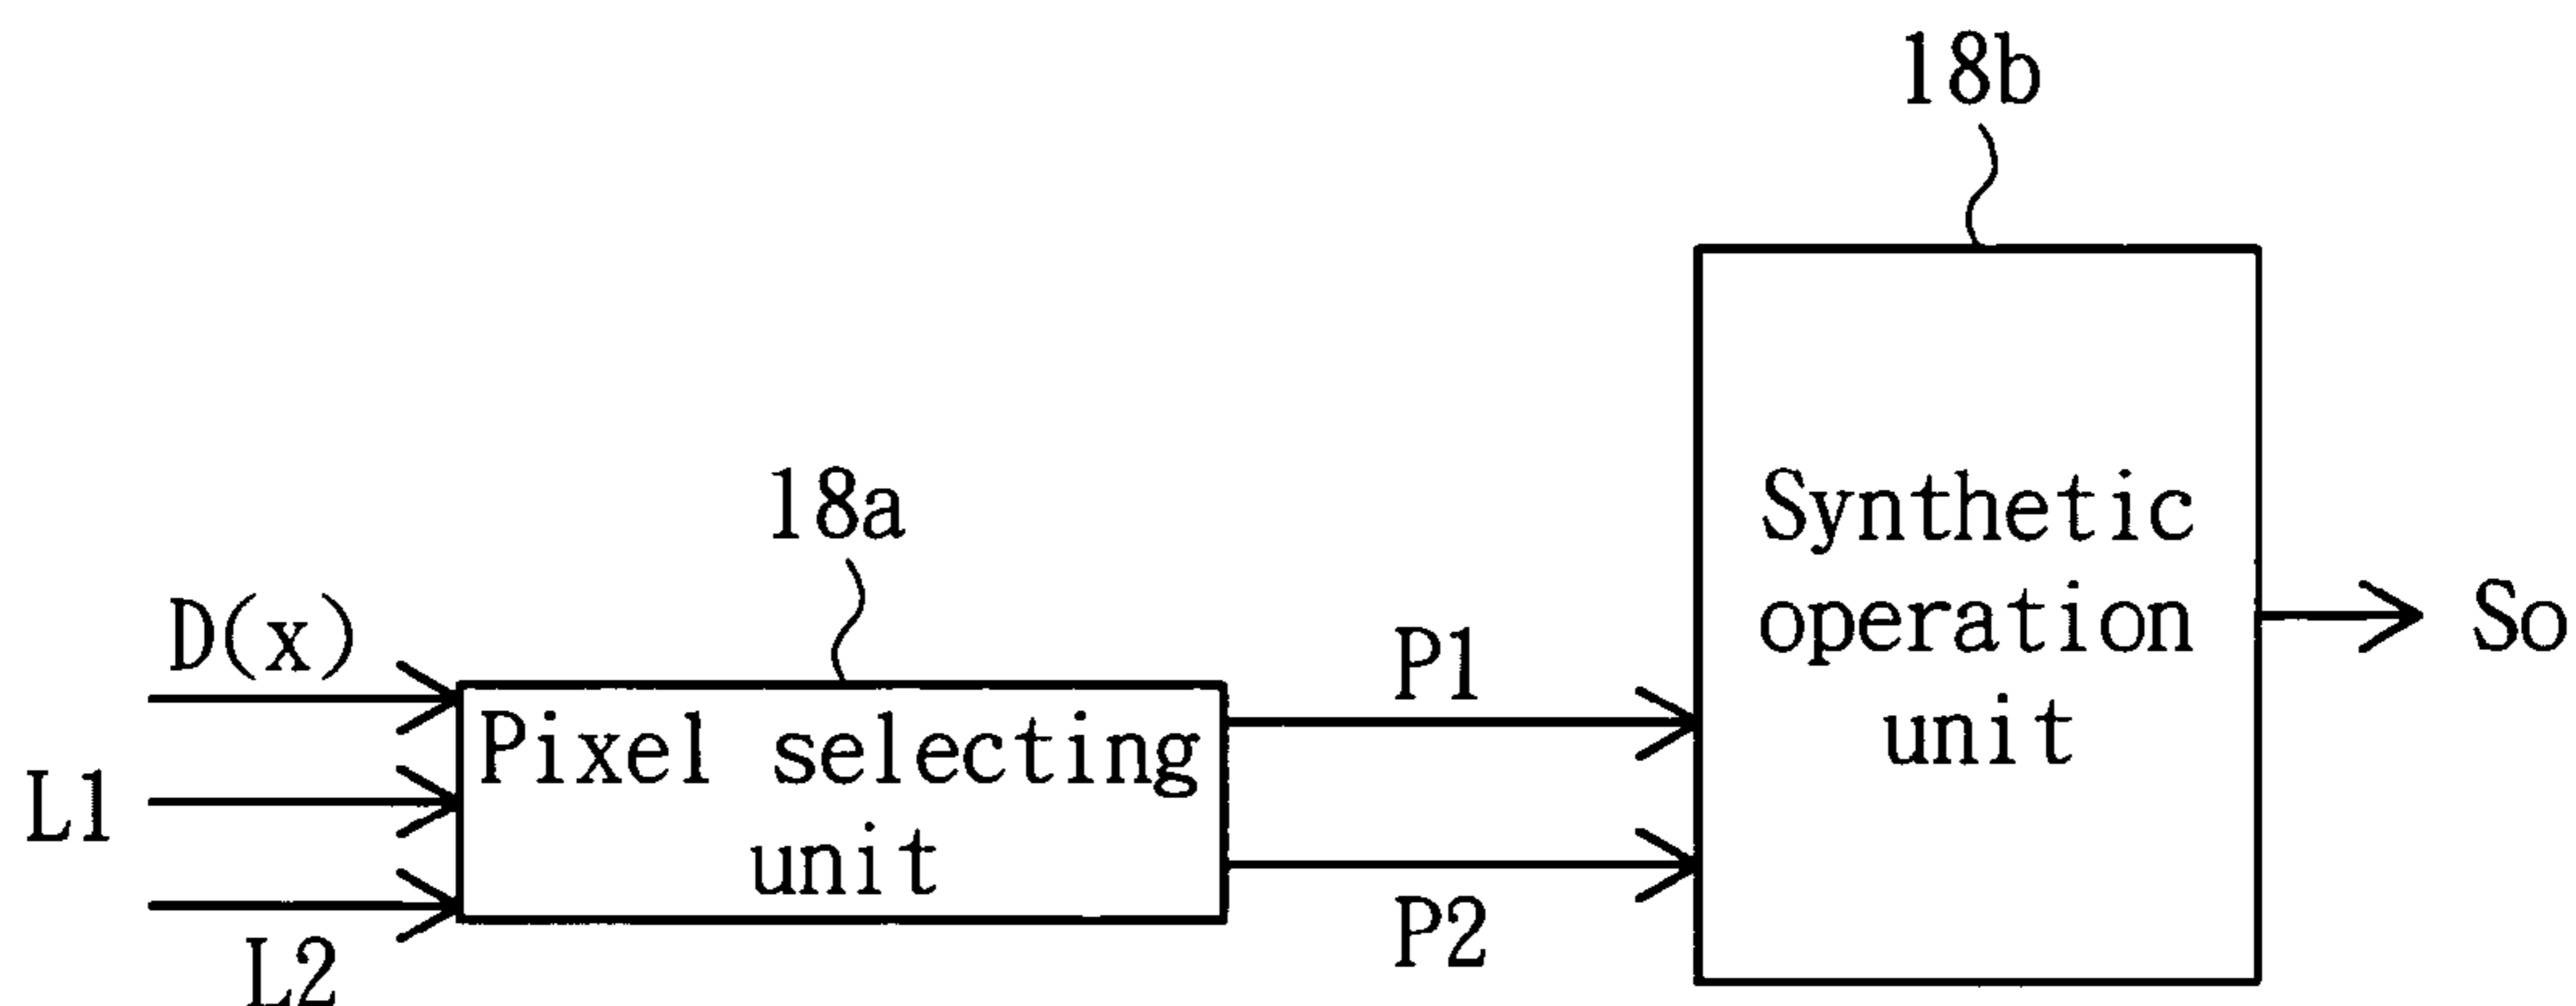 18b
18a
D(x)
L1
L2
Pixel selecting
unit
P1
P2
Synthetic
operation
unit
So